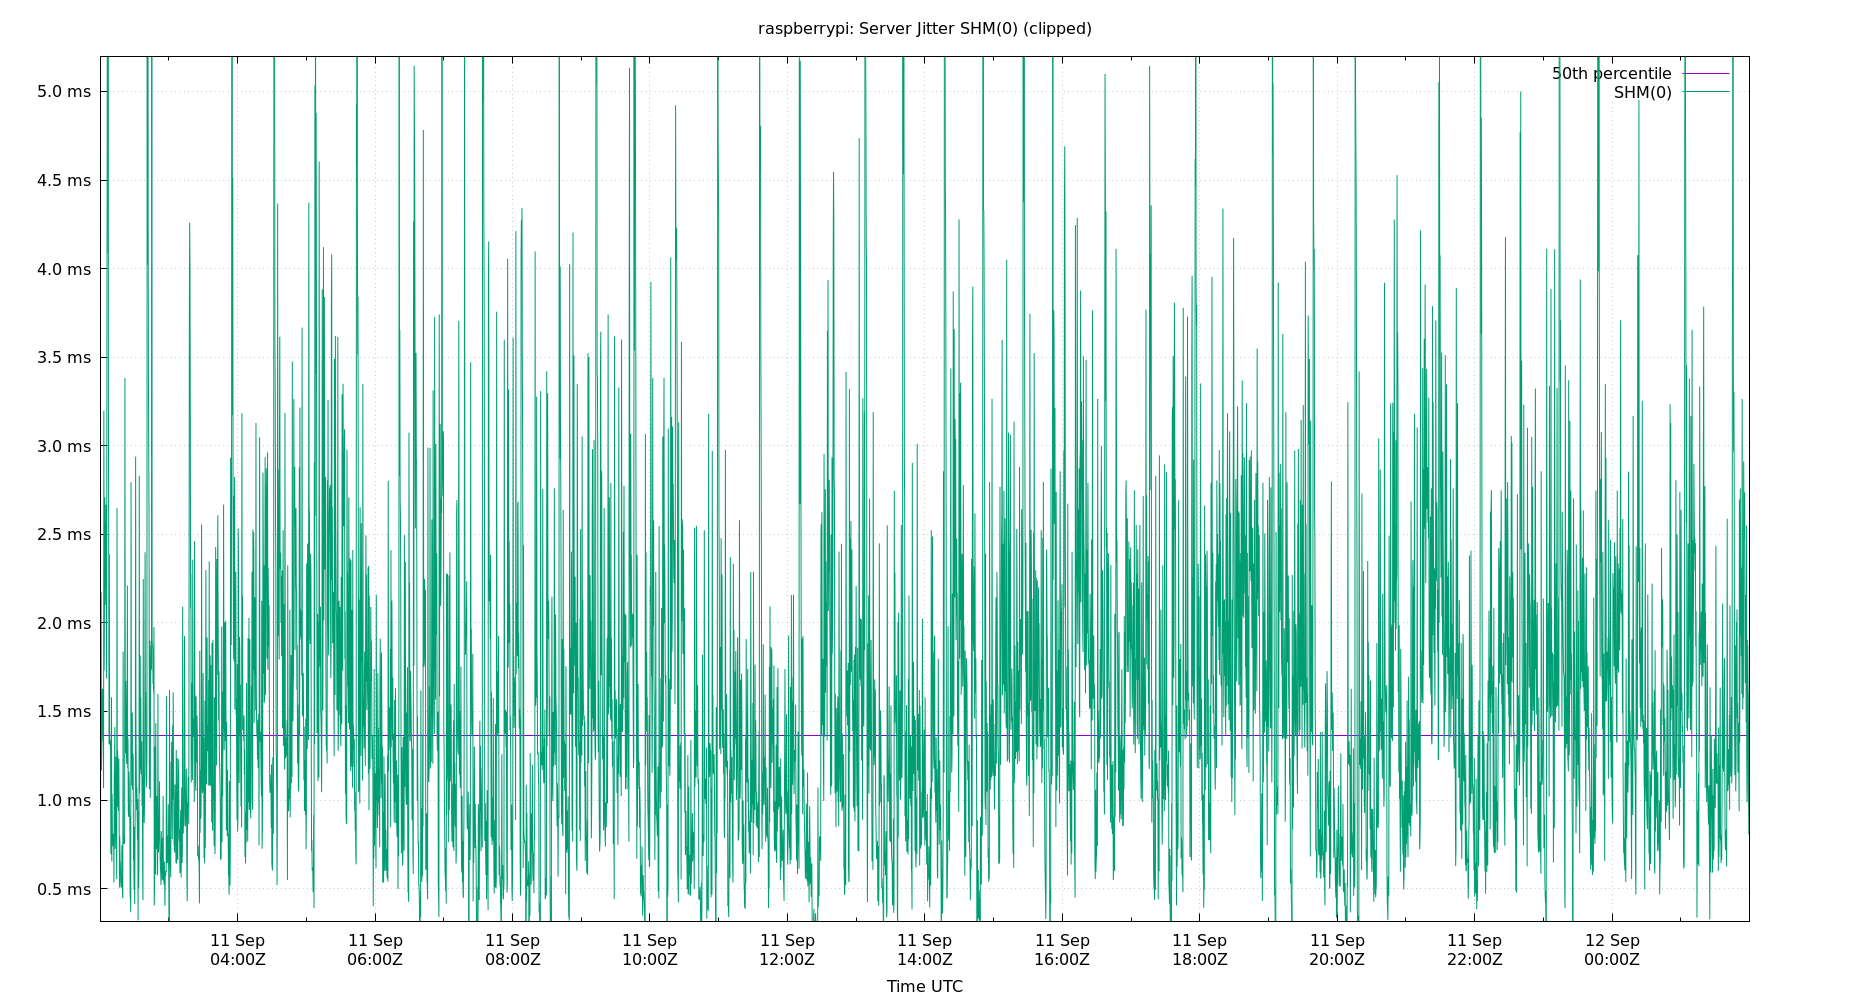 raspberrypi: Server Jitter SHM(0) (clipped)
50th percentile
SHM(0)
5.0 ms
4.5 ms
4.0 ms
3.5 ms
3.0 ms
2.5 ms
2.0 ms
1.5 ms
1.0 ms
0.5 ms
11 Sep 11 Sep 11 Sep 11 Sep 11 Sep 11 Sep 11 Sep 11 Sep 11 Sep 11 Sep 12 Sep
04:00Z 06:00Z 08:00Z 10:00Z 12:00Z 14:00Z 16:00Z 18:00Z 20:00Z 22:00Z 00:00Z
Time UTC